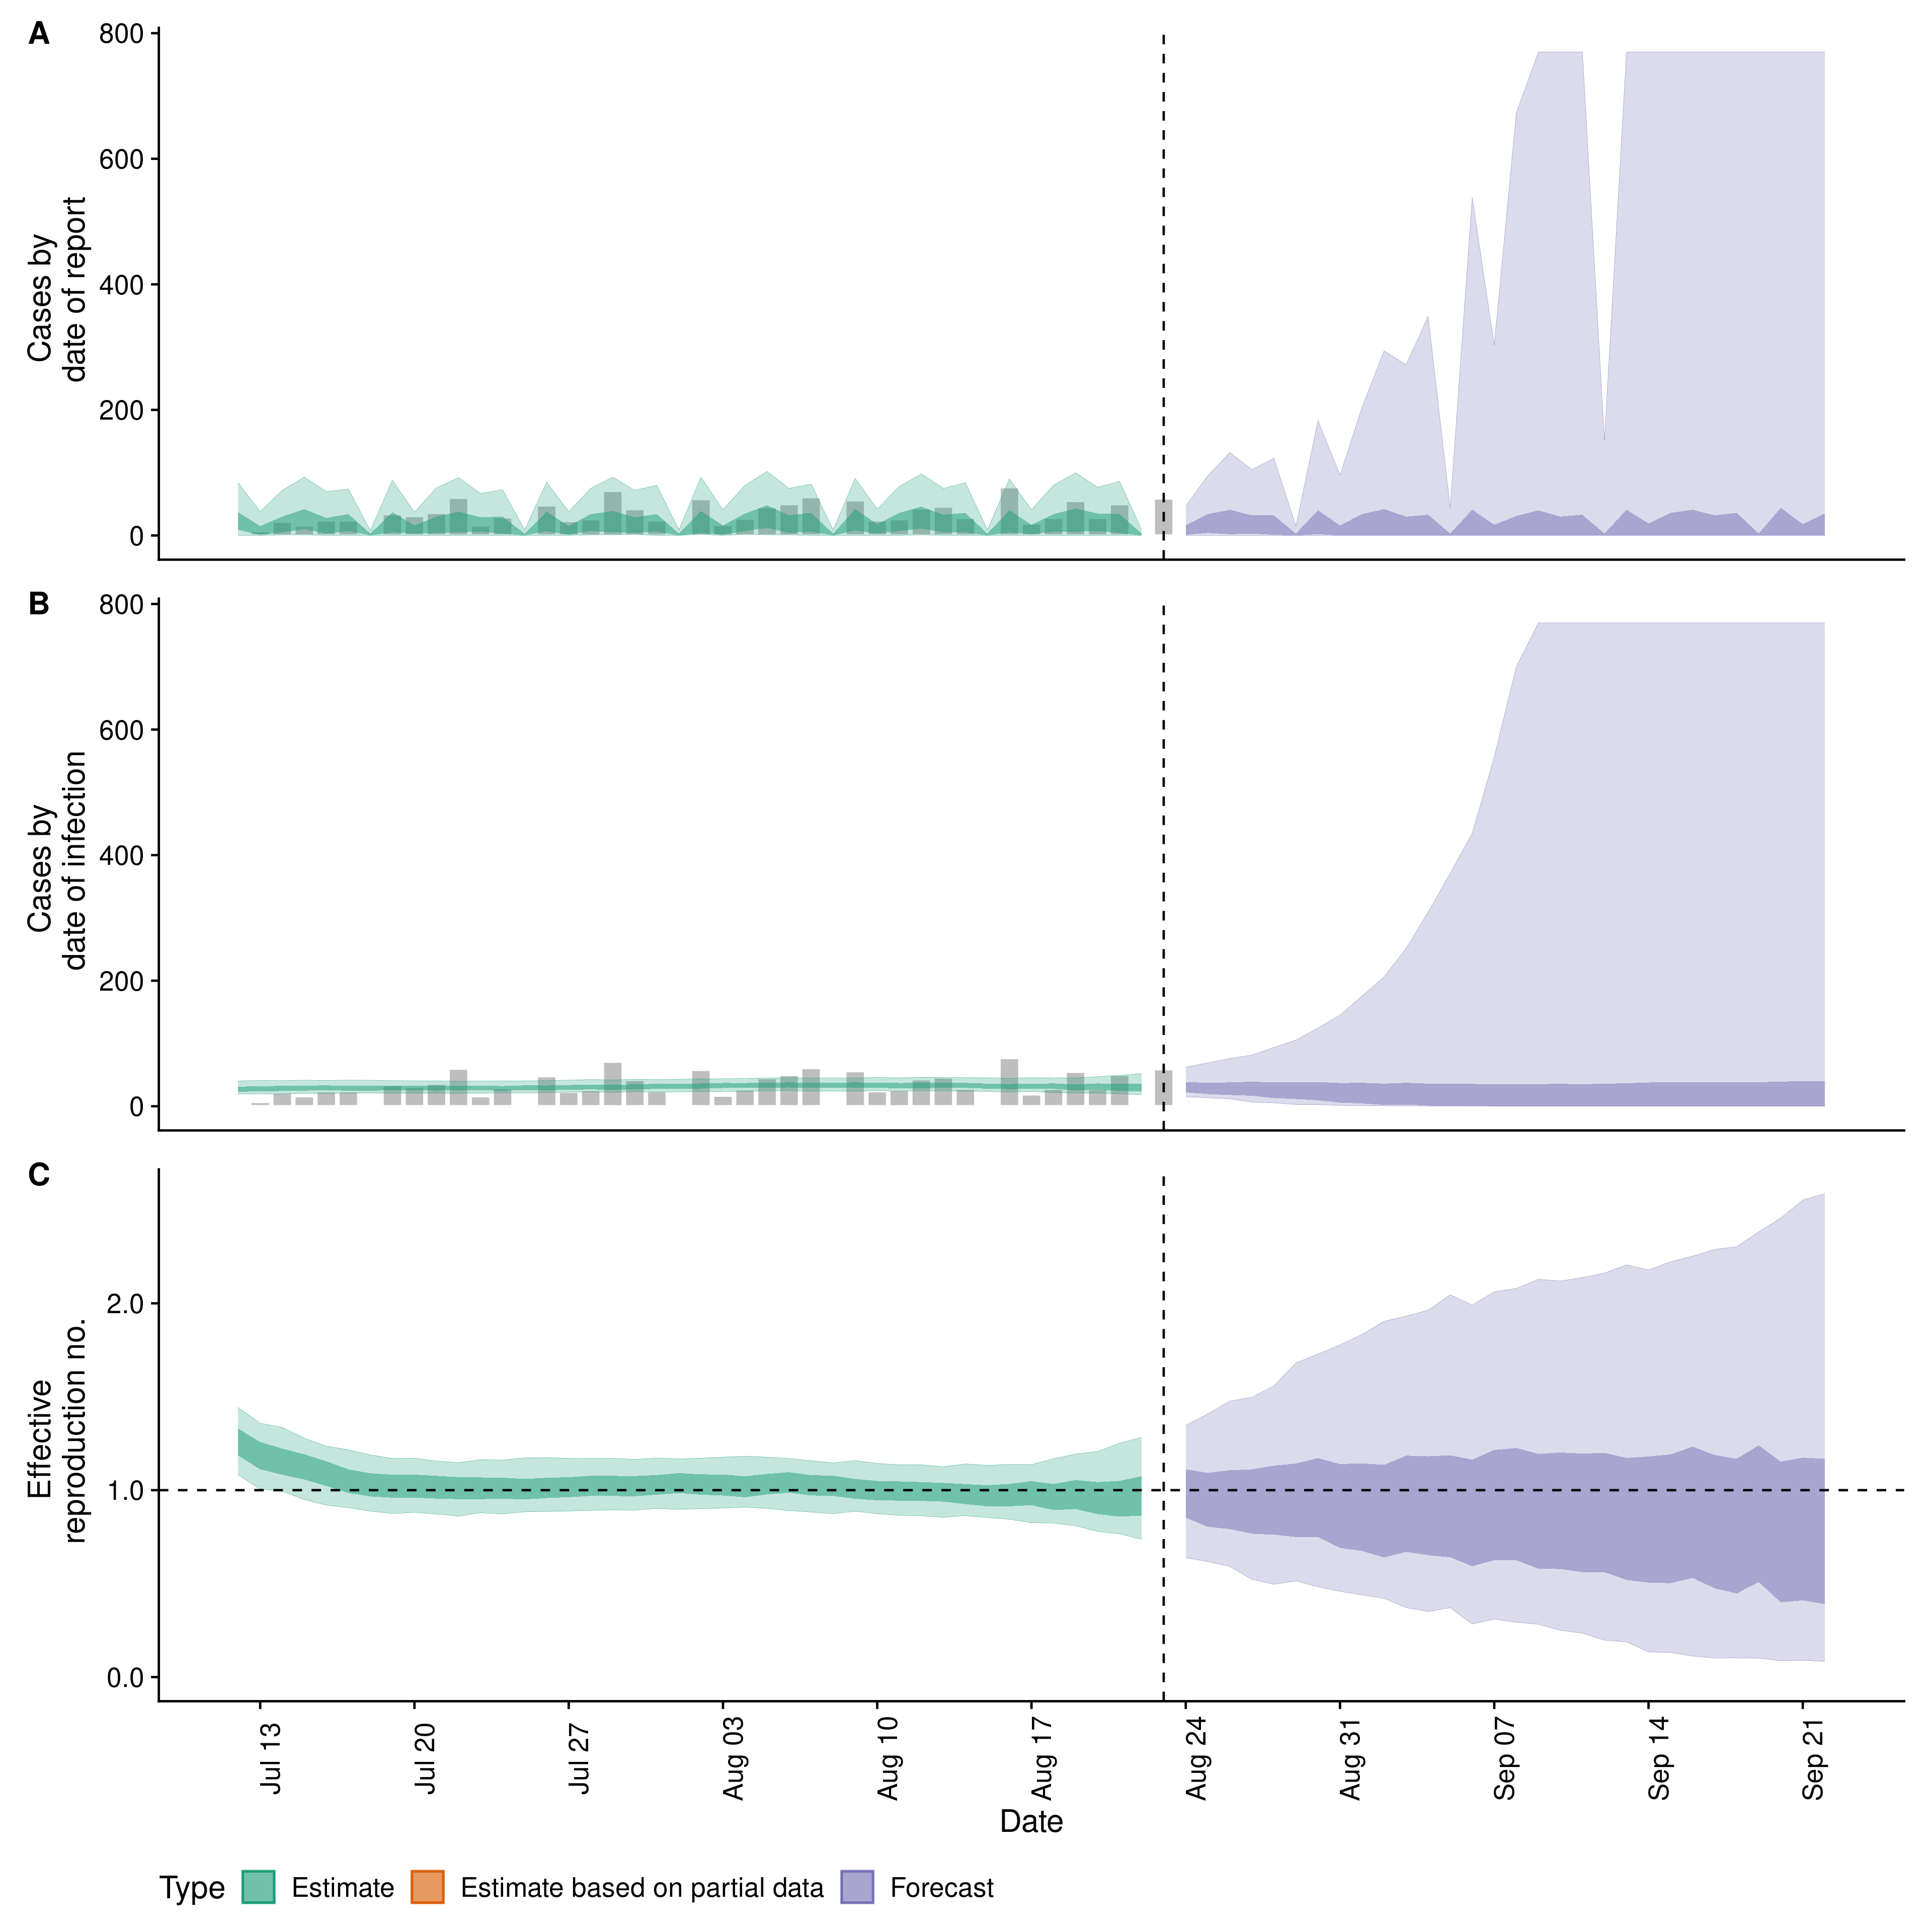 A
800
600
400
200
0
Cases by
date of report
B
800
600
400
200
0
Cases by
date of infection
C
2.0
1.0
0.0
Effective
reproduction no.
Jul 13
Jul 20
Jul 27
Aug 03
Aug 10
Aug 17
Aug 24
Aug 31
Sep 07
Sep 14
Sep 21
Date
Type Estimate Estimate based on partial data Forecast